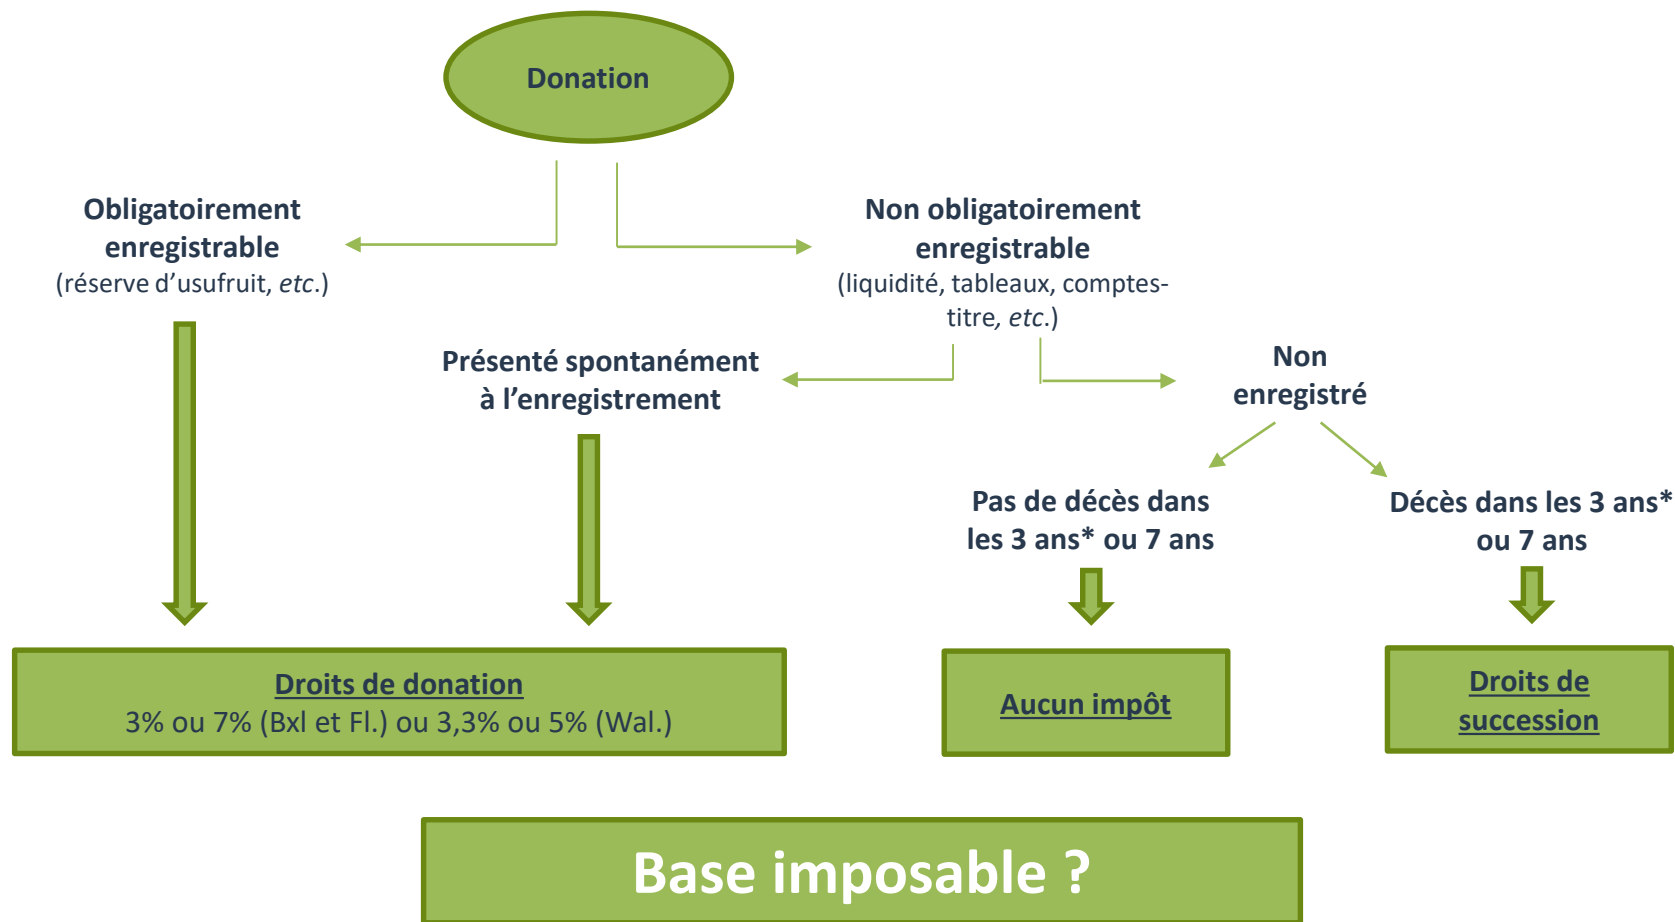 Donation
Obligatoirement
enregistrable
(réserve d’usufruit, etc.)
Non obligatoirement
enregistrable
(liquidité, tableaux, comptes-
titre, etc.)
Présenté spontanément
à l’enregistrement
Non
enregistré
Pas de décès dans
les 3 ans* ou 7 ans
Décès dans les 3 ans*
ou 7 ans
Droits de donation
3% ou 7% (Bxl et Fl.) ou 3,3% ou 5% (Wal.)
Aucun impôt
Droits de
succession
Base imposable ?